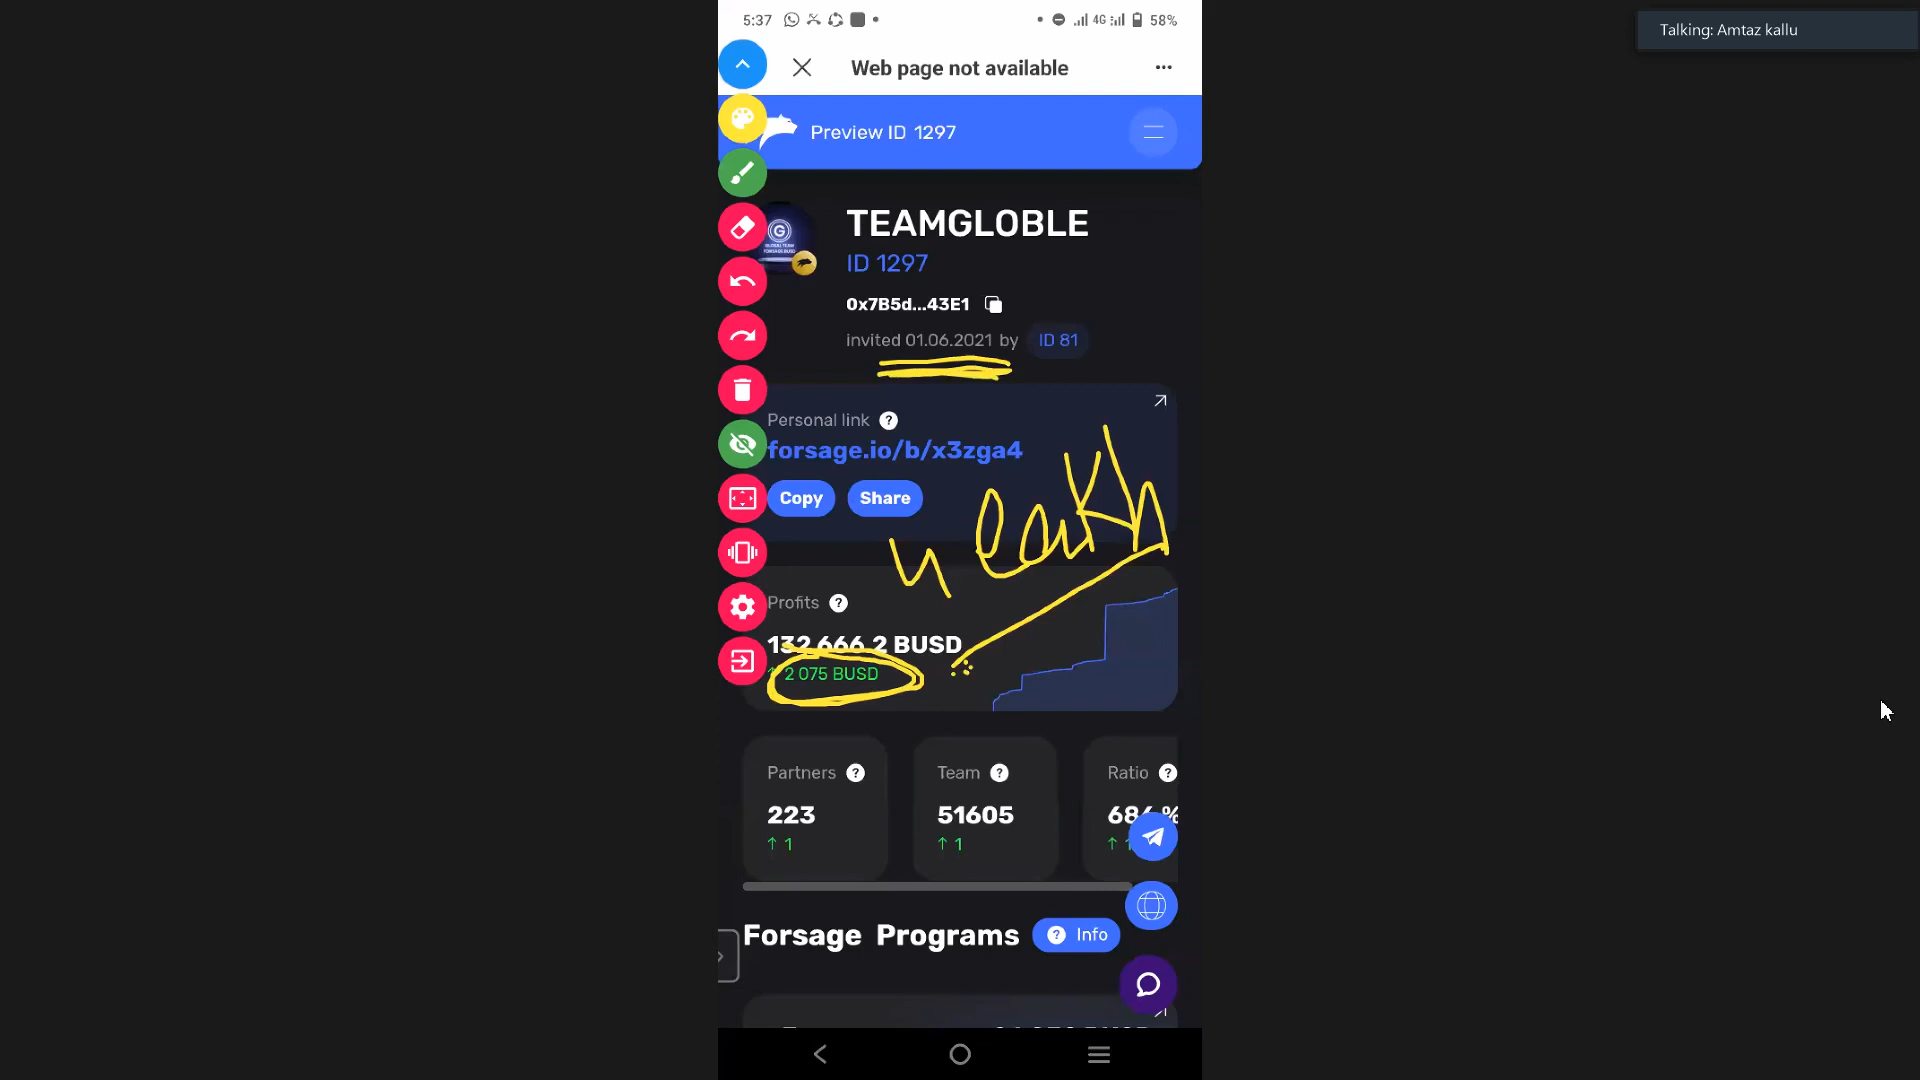 Talking: Amtaz kallu
5:37
4G
58%
Web page not available
Preview ID 1297
TEAMGLOBLE
ID 1297
0x7B5d...43E1
invited 01.06.2021 by ID 81
Personal link ?
forsage.io/b/x3zga4
Copy Share
Profits ?
132 666.2 BUSD
2 075 BUSD
Partners ? Team ? Ratio ?
223 51605
↑ 1 ↑ 1
Forsage Programs ? Info